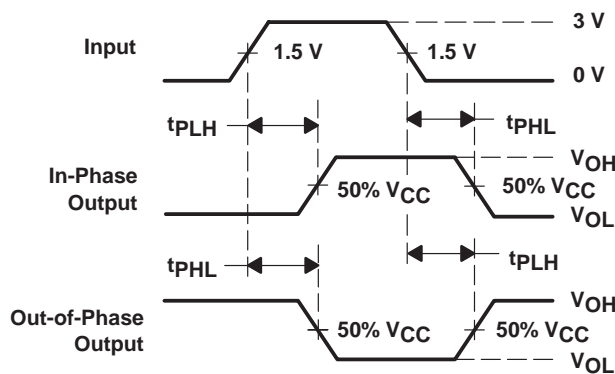 3 V
Input
1.5 V
1.5 V
0 V
tPLH
tPHL
VOH
In-Phase
Output
50% VCC
50% VCC
VOL
tPHL
tPLH
VOH
Out-of-Phase
Output
50% VCC
50% VCC
VOL